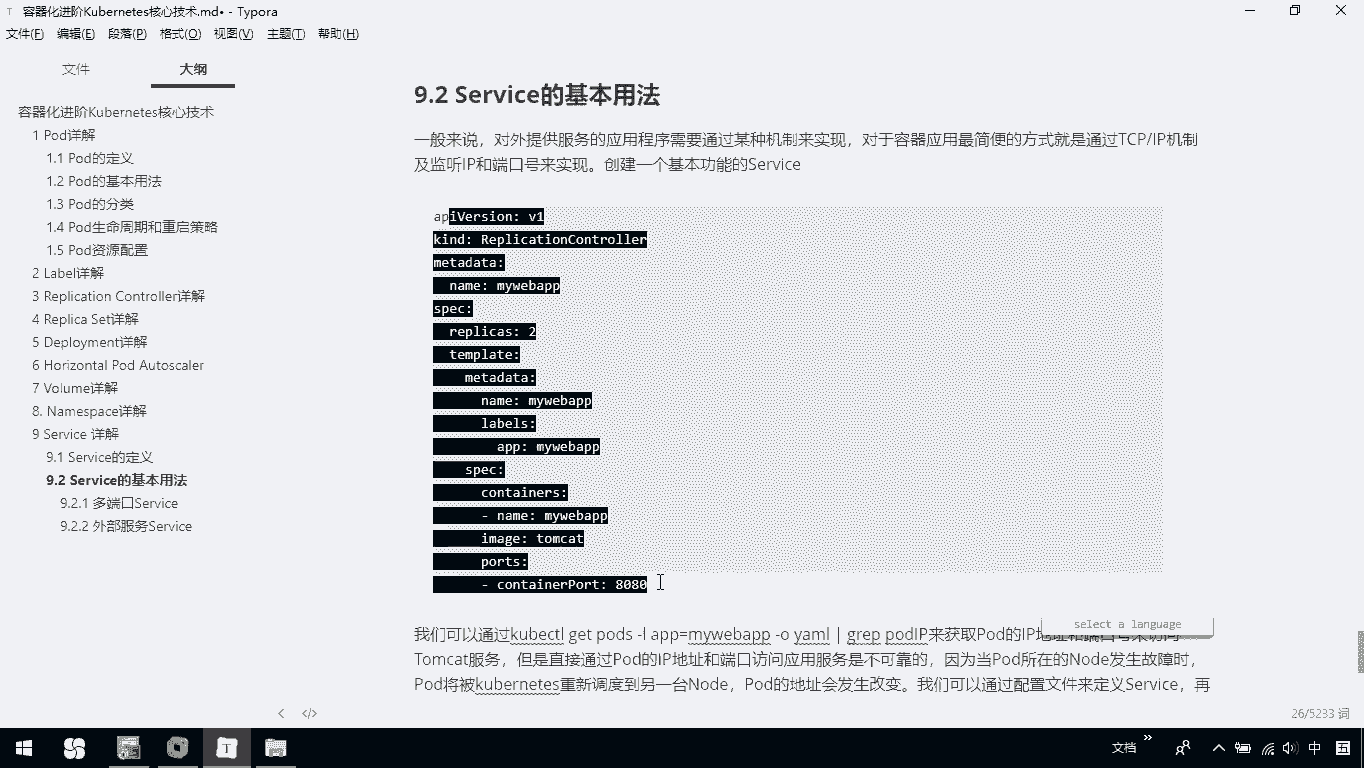 T 容器化进阶Kubernetes核心技术.md• - Typora
文件(F) 编辑(E) 段落(P) 格式(O) 视图(V) 主题(T) 帮助(H)
文件 大纲
容器化进阶Kubernetes核心技术
1 Pod详解
1.1 Pod的定义
1.2 Pod的基本用法
1.3 Pod的分类
1.4 Pod生命周期和重启策略
1.5 Pod资源配置
2 Label详解
3 Replication Controller详解
4 Replica Set详解
5 Deployment详解
6 Horizontal Pod Autoscaler
7 Volume详解
8. Namespace详解
9 Service 详解
9.1 Service的定义
9.2 Service的基本用法
9.2.1 多端口Service
9.2.2 外部服务Service
9.2 Service的基本用法
一般来说，对外提供服务的应用程序需要通过某种机制来实现，对于容器应用最简便的方式就是通过TCP/IP机制
及监听IP和端口号来实现。创建一个基本功能的Service
apiVersion: v1
kind: ReplicationController
metadata:
  name: mywebapp
spec:
  replicas: 2
  template:
    metadata:
      name: mywebapp
      labels:
        app: mywebapp
    spec:
      containers:
      - name: mywebapp
      image: tomcat
      ports:
      - containerPort: 8080
select a language
我们可以通过kubectl get pods -l app=mywebapp -o yaml | grep podIP来获取Pod的IP地址和端口号来访问
Tomcat服务，但是直接通过Pod的IP地址和端口访问应用服务是不可靠的，因为当Pod所在的Node发生故障时，
Pod将被kubernetes重新调度到另一台Node，Pod的地址会发生改变。我们可以通过配置文件来定义Service，再
< </> 26/5233 词
T 文档 » 中 五